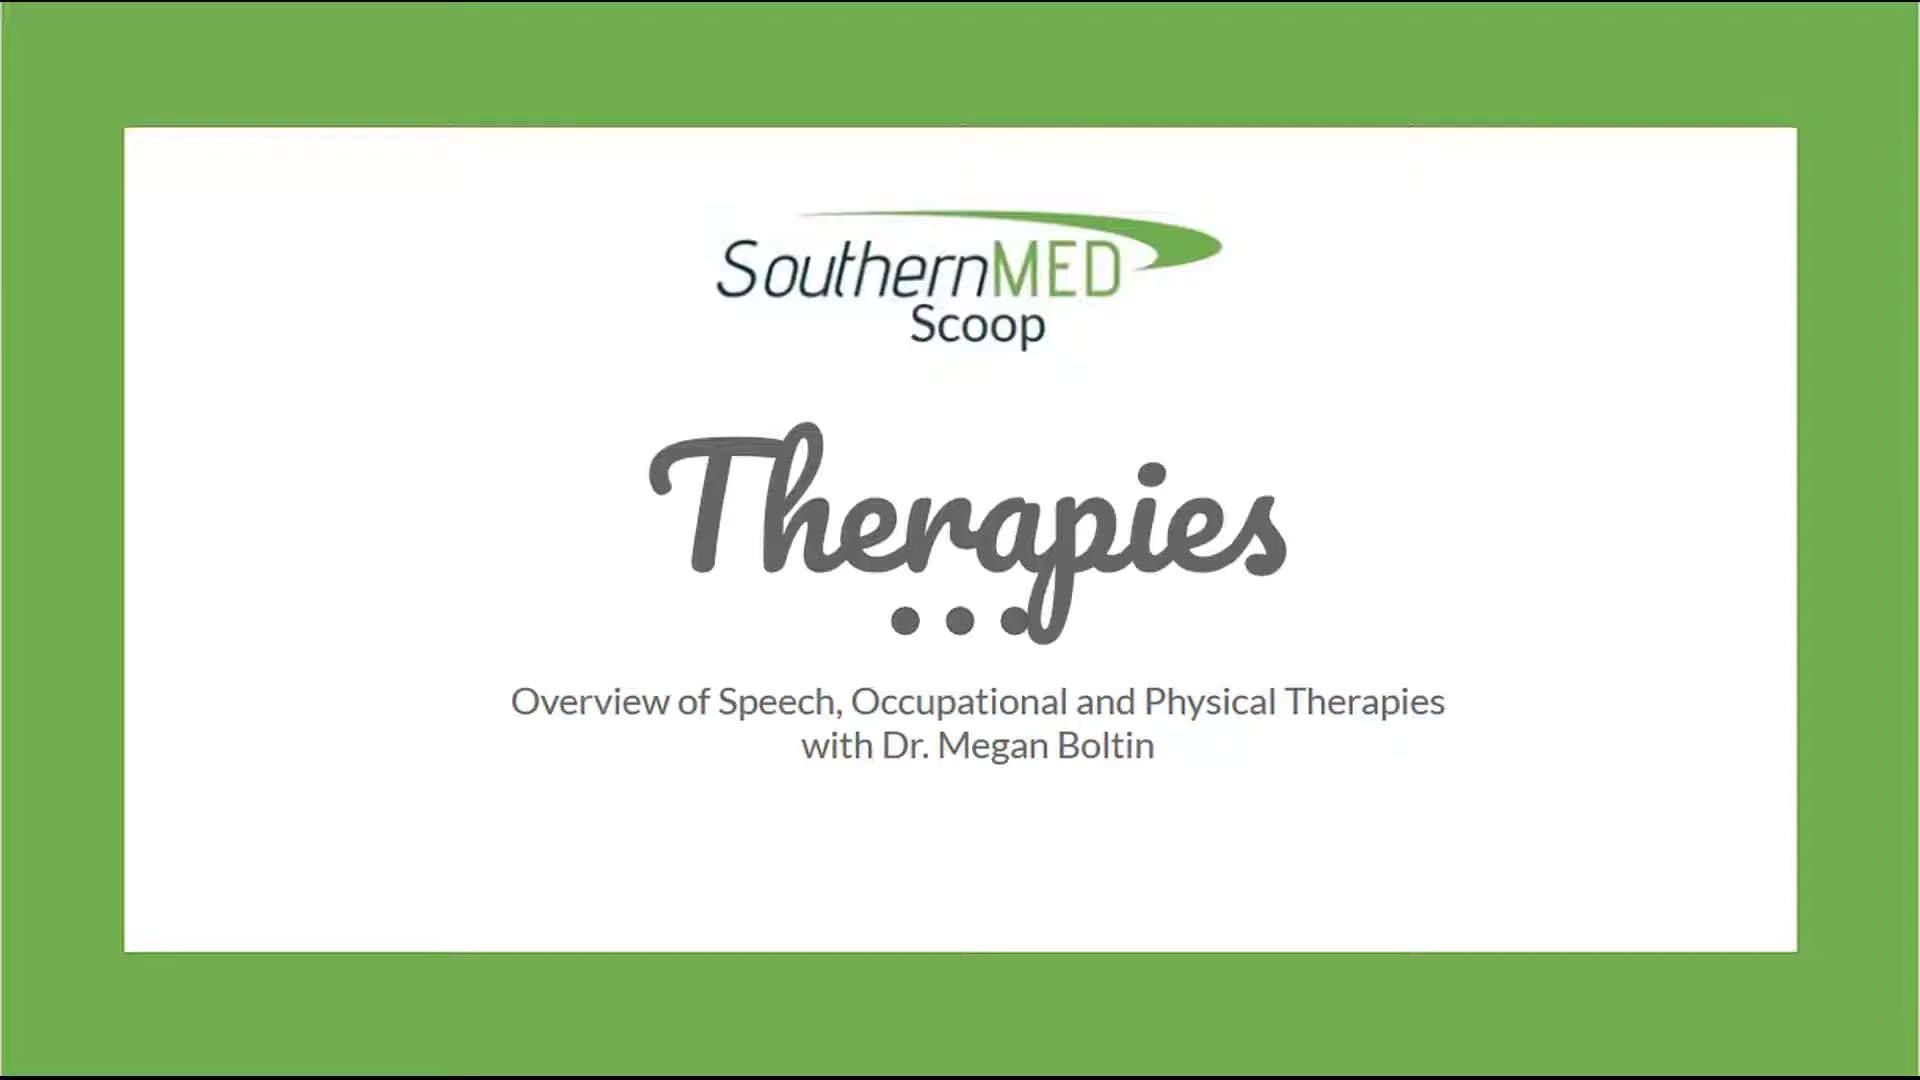 SouthernMED
Scoop
Therapies
Overview of Speech, Occupational and Physical Therapies
with Dr. Megan Boltin